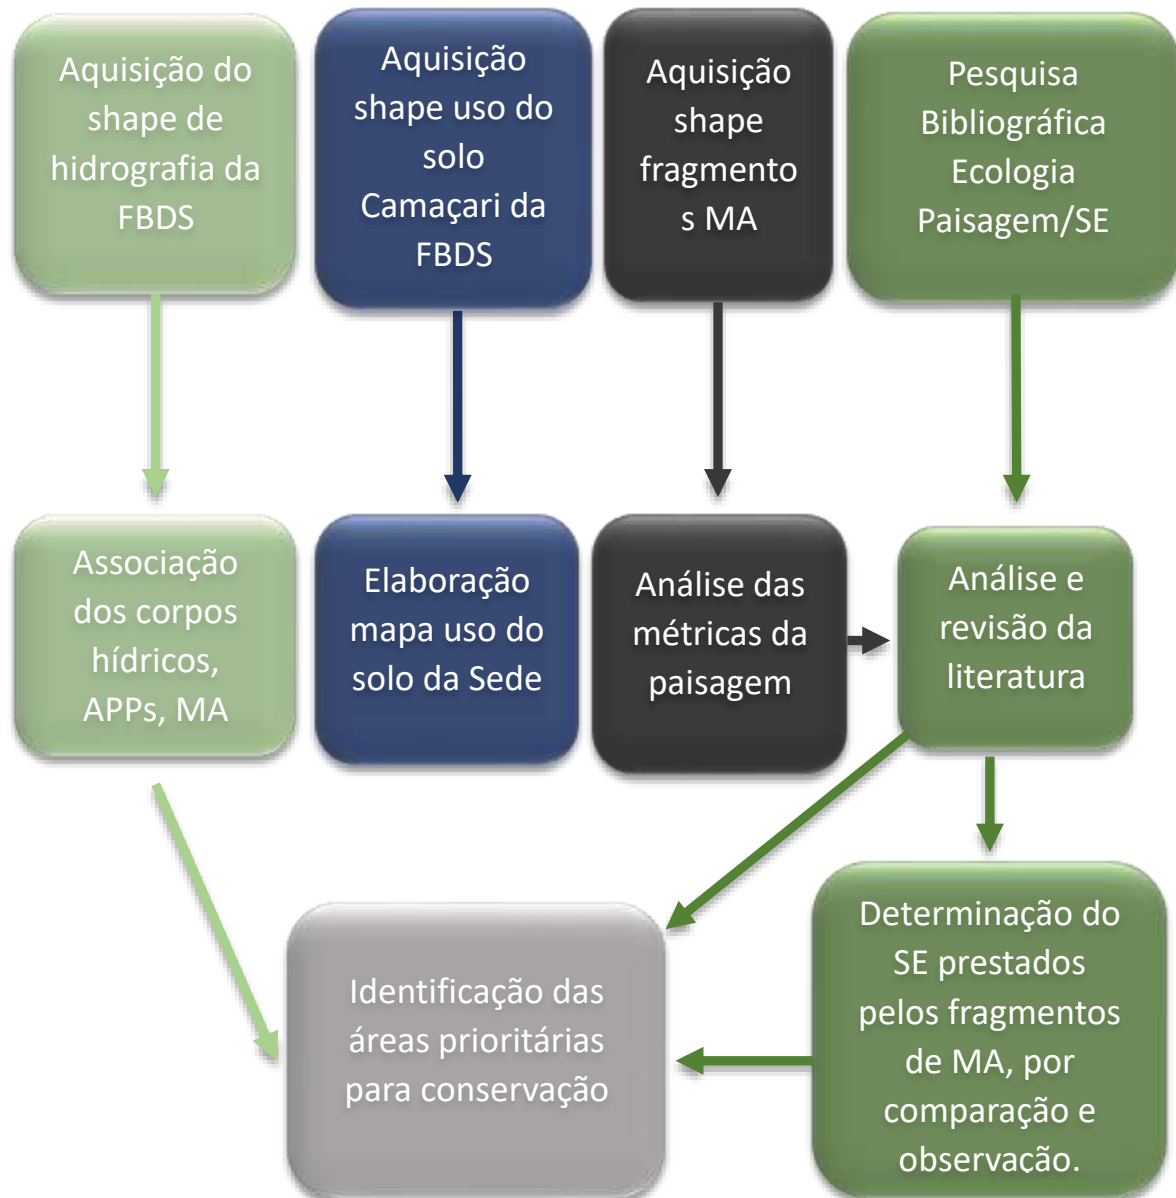 Aquisição do
shape de
hidrografia da
FBDS
Aquisição
shape uso do
solo
Camaçari da
FBDS
Aquisição
shape
fragmento
s MA
Pesquisa
Bibliográfica
Ecologia
Paisagem/SE
Associação
dos corpos
hídricos,
APPs, MA
Elaboração
mapa uso do
solo da Sede
Análise das
métricas da
paisagem
Análise e
revisão da
literatura
Identificação das
áreas prioritárias
para conservação
Determinação do
SE prestados
pelos fragmentos
de MA, por
comparação e
observação.